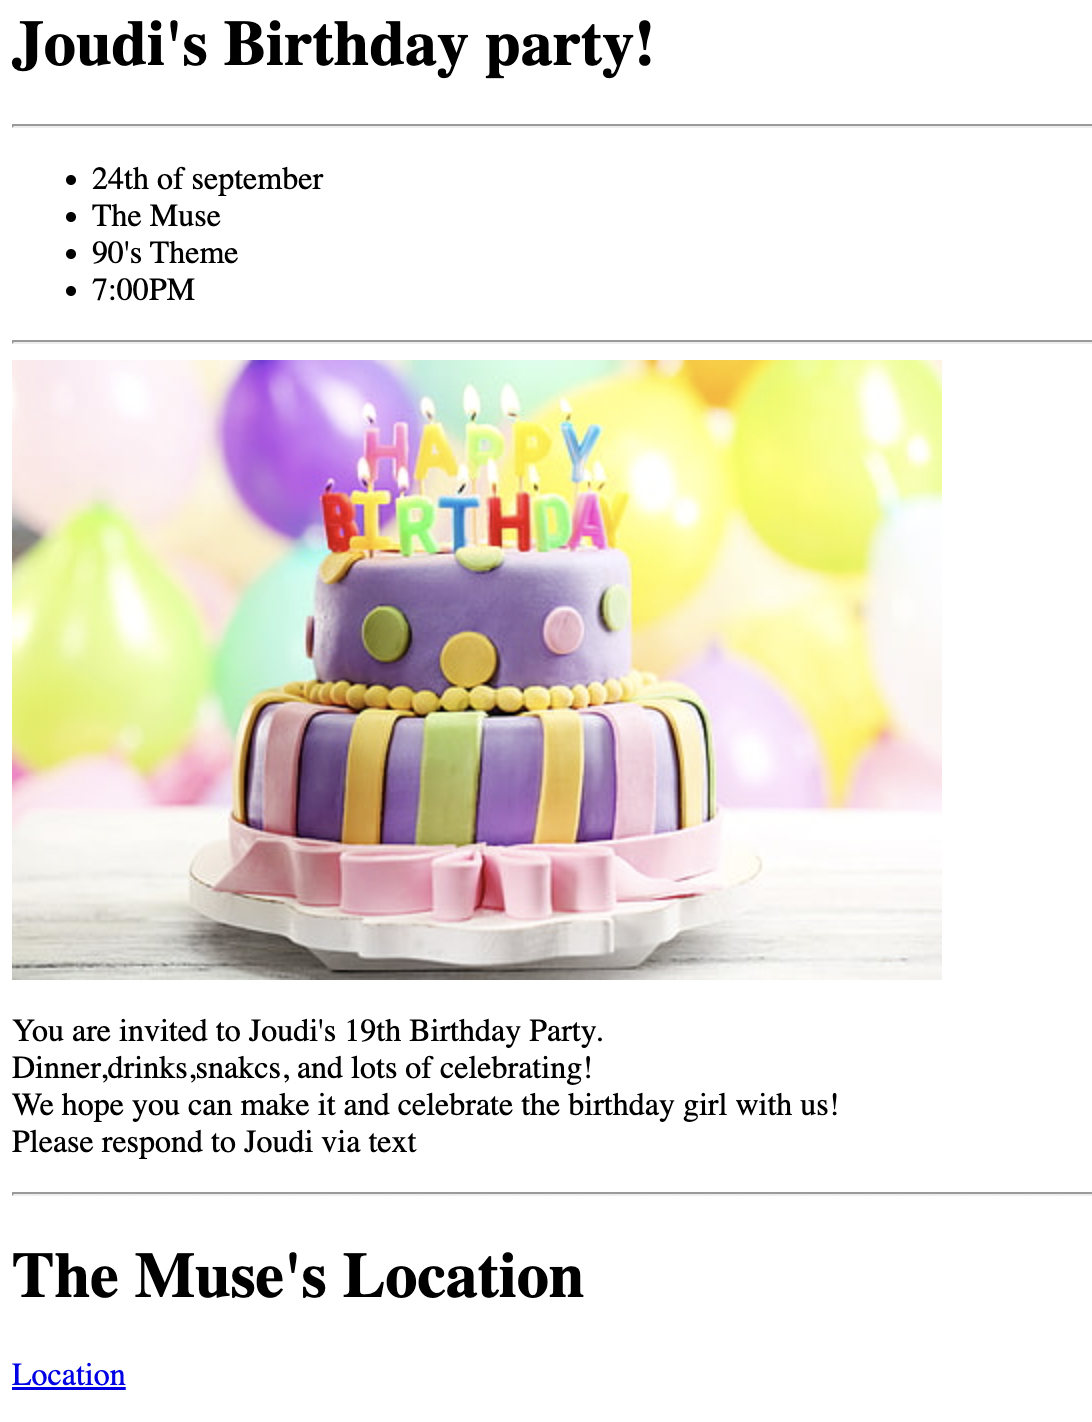 Joudi's Birthday party!
24th of september
The Muse
90's Theme
7:00PM
HAPPY
BIRTHDAY
You are invited to Joudi's 19th Birthday Party.
Dinner,drinks,snakcs, and lots of celebrating!
We hope you can make it and celebrate the birthday girl with us!
Please respond to Joudi via text
The Muse's Location
Location